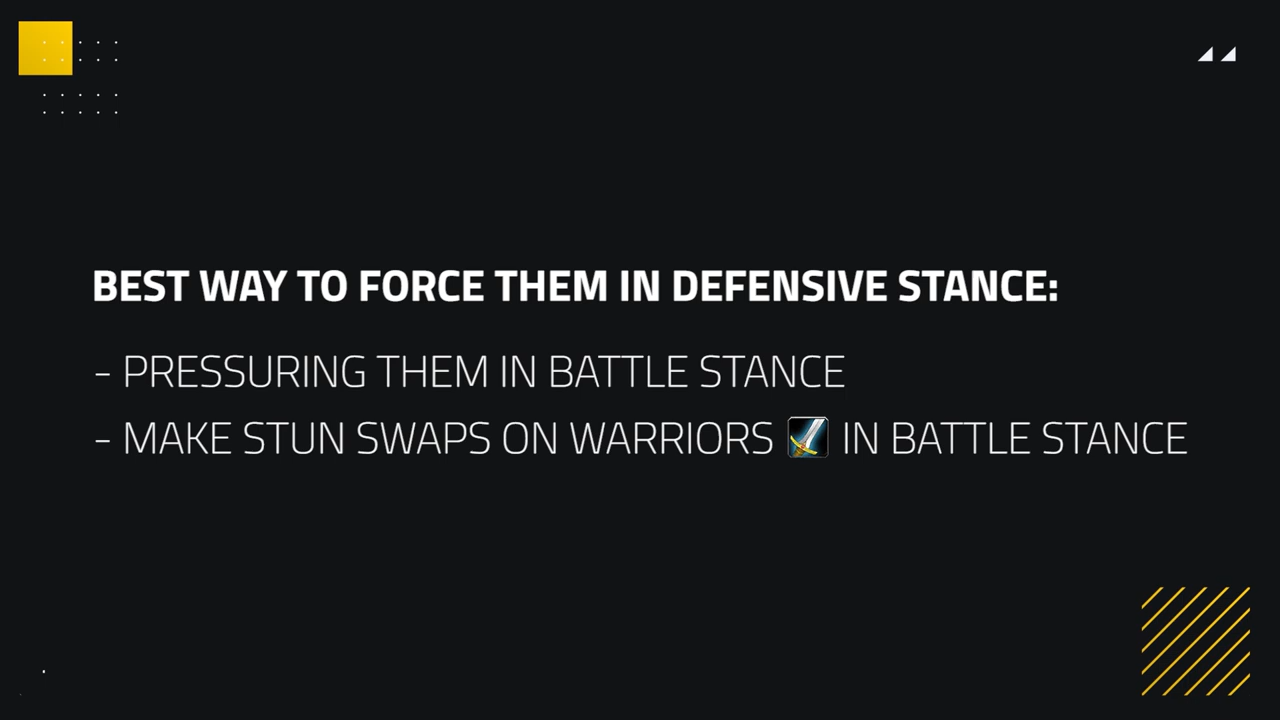 BEST WAY TO FORCE THEM IN DEFENSIVE STANCE:
- PRESSURING THEM IN BATTLE STANCE
- MAKE STUN SWAPS ON WARRIORS IN BATTLE STANCE